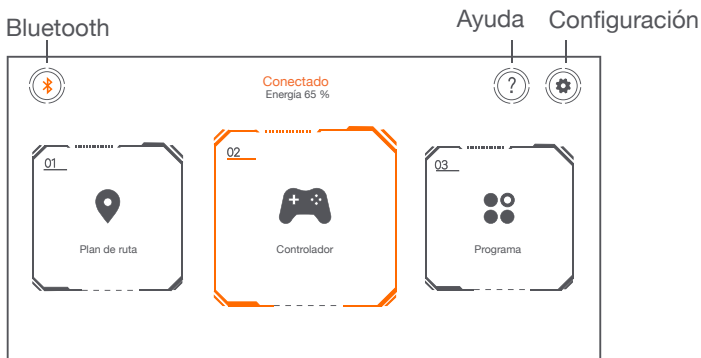 Bluetooth
Ayuda
Configuración
Conectado
Energía 65 %
?
01
Plan de ruta
02
Controlador
03
Programa